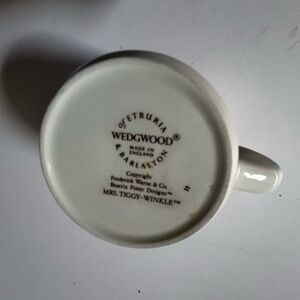 of ETRURIA
WEDGWOOD®
MADE IN
ENGLAND
& BARLASTON
Copyright
Frederick Warne & Co.
Beatrix Potter Designs™
MRS. TIGGY-WINKLE™